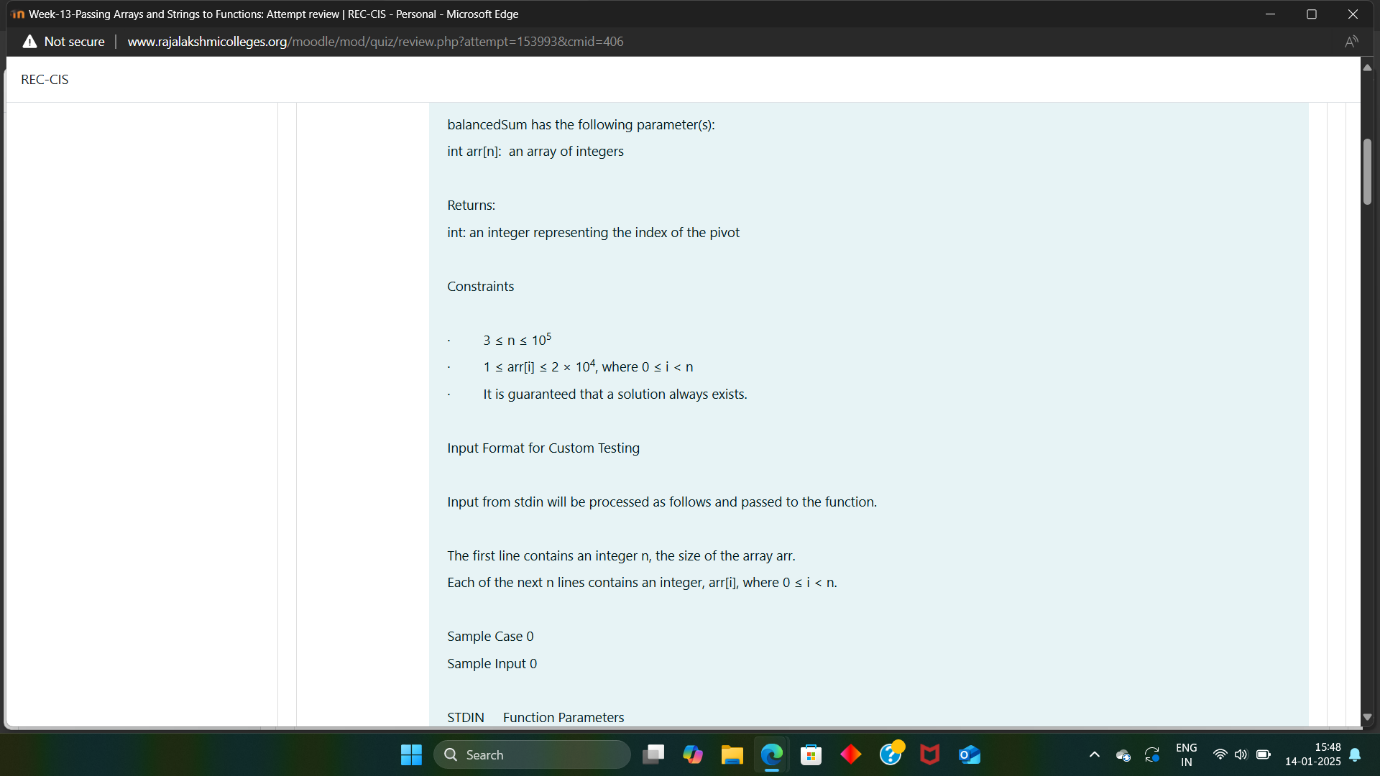 Week-13-Passing Arrays and Strings to Functions: Attempt review | REC-CIS - Personal - Microsoft Edge
Not secure | www.rajalakshmicolleges.org/moodle/mod/quiz/review.php?attempt=153993&cmid=406
REC-CIS
balancedSum has the following parameter(s):
int arr[n]:  an array of integers
Returns:
int: an integer representing the index of the pivot
Constraints
· 3 ≤ n ≤ 10⁵
· 1 ≤ arr[i] ≤ 2 × 10⁴, where 0 ≤ i < n
· It is guaranteed that a solution always exists.
Input Format for Custom Testing
Input from stdin will be processed as follows and passed to the function.
The first line contains an integer n, the size of the array arr.
Each of the next n lines contains an integer, arr[i], where 0 ≤ i < n.
Sample Case 0
Sample Input 0
STDIN Function Parameters
Search
ENG
IN
15:48
14-01-2025